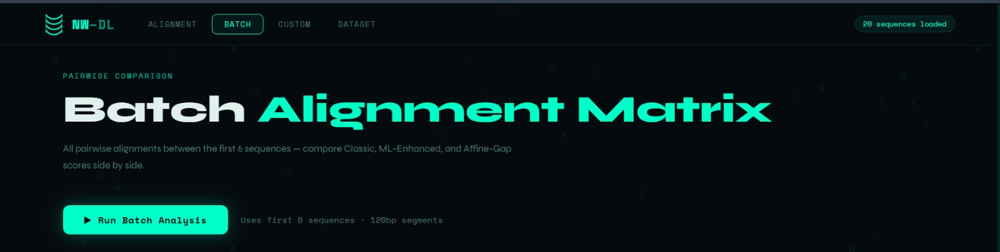 NW-DL ALIGNMENT BATCH CUSTOM DATASET 20 sequences loaded
PAIRWISE COMPARISON
Batch Alignment Matrix
All pairwise alignments between the first 6 sequences — compare Classic, ML-Enhanced, and Affine-Gap
scores side by side.
▶ Run Batch Analysis Uses first 6 sequences · 120bp segments